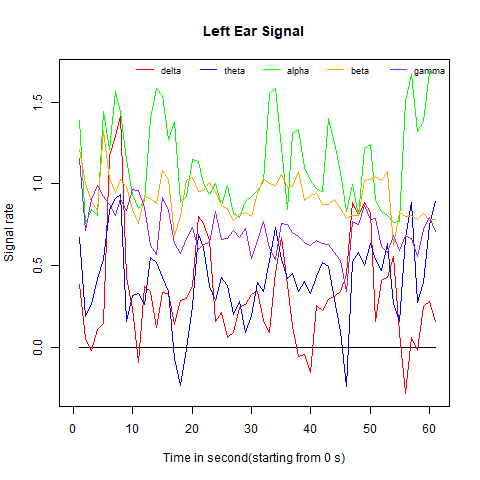 Left Ear Signal
delta theta alpha beta gamma
Signal rate
0.0 0.5 1.0 1.5
0 10 20 30 40 50 60
Time in second(starting from 0 s)